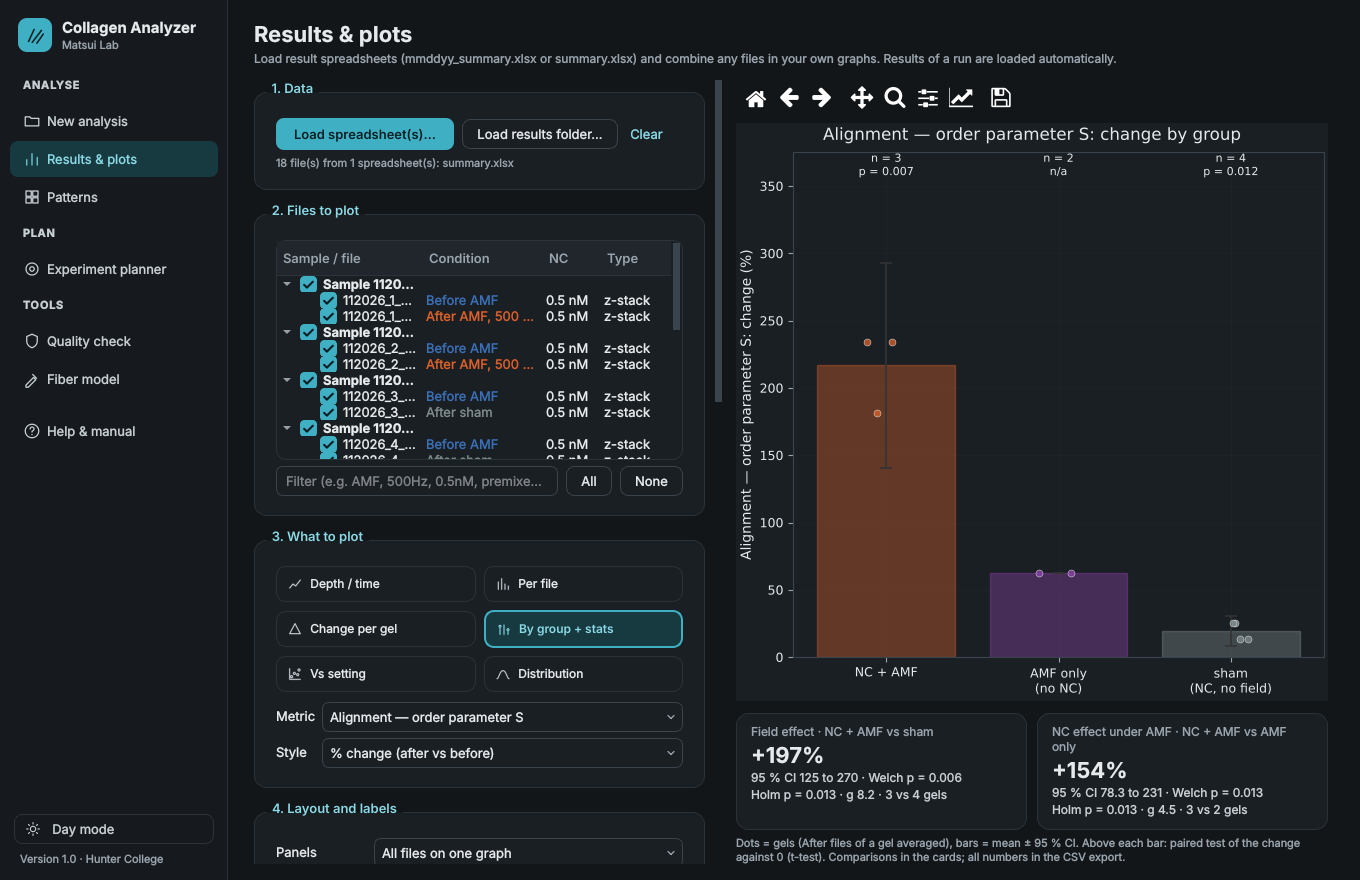 Collagen Analyzer
Matsui Lab
ANALYSE
New analysis
Results & plots
Patterns
PLAN
Experiment planner
TOOLS
Quality check
Fiber model
Help & manual
Day mode
Version 1.0 · Hunter College
Results & plots
Load result spreadsheets (mmddyy_summary.xlsx or summary.xlsx) and combine any files in your own graphs. Results of a run are loaded automatically.
1. Data
Load spreadsheet(s)... Load results folder... Clear
18 file(s) from 1 spreadsheet(s): summary.xlsx
2. Files to plot
Sample / file Condition NC Type
Sample 1120...
112026_1_... Before AMF 0.5 nM z-stack
112026_1_... After AMF, 500 ... 0.5 nM z-stack
Sample 1120...
112026_2_... Before AMF 0.5 nM z-stack
112026_2_... After AMF, 500 ... 0.5 nM z-stack
Sample 1120...
112026_3_... Before AMF 0.5 nM z-stack
112026_3_... After sham 0.5 nM z-stack
Sample 1120...
112026_4_... Before AMF 0.5 nM z-stack
Filter (e.g. AMF, 500Hz, 0.5nM, premixe... All None
3. What to plot
Depth / time Per file
Change per gel By group + stats
Vs setting Distribution
Metric Alignment — order parameter S
Style % change (after vs before)
4. Layout and labels
Panels All files on one graph
Alignment — order parameter S: change by group
n = 3 n = 2 n = 4
p = 0.007 n/a p = 0.012
Alignment — order parameter S: change (%)
350
300
250
200
150
100
50
0
NC + AMF AMF only sham
(no NC) (NC, no field)
Field effect · NC + AMF vs sham
+197%
95 % CI 125 to 270 · Welch p = 0.006
Holm p = 0.013 · g 8.2 · 3 vs 4 gels
NC effect under AMF · NC + AMF vs AMF
only
+154%
95 % CI 78.3 to 231 · Welch p = 0.013
Holm p = 0.013 · g 4.5 · 3 vs 2 gels
Dots = gels (After files of a gel averaged), bars = mean ± 95 % CI. Above each bar: paired test of the change
against 0 (t-test). Comparisons in the cards; all numbers in the CSV export.